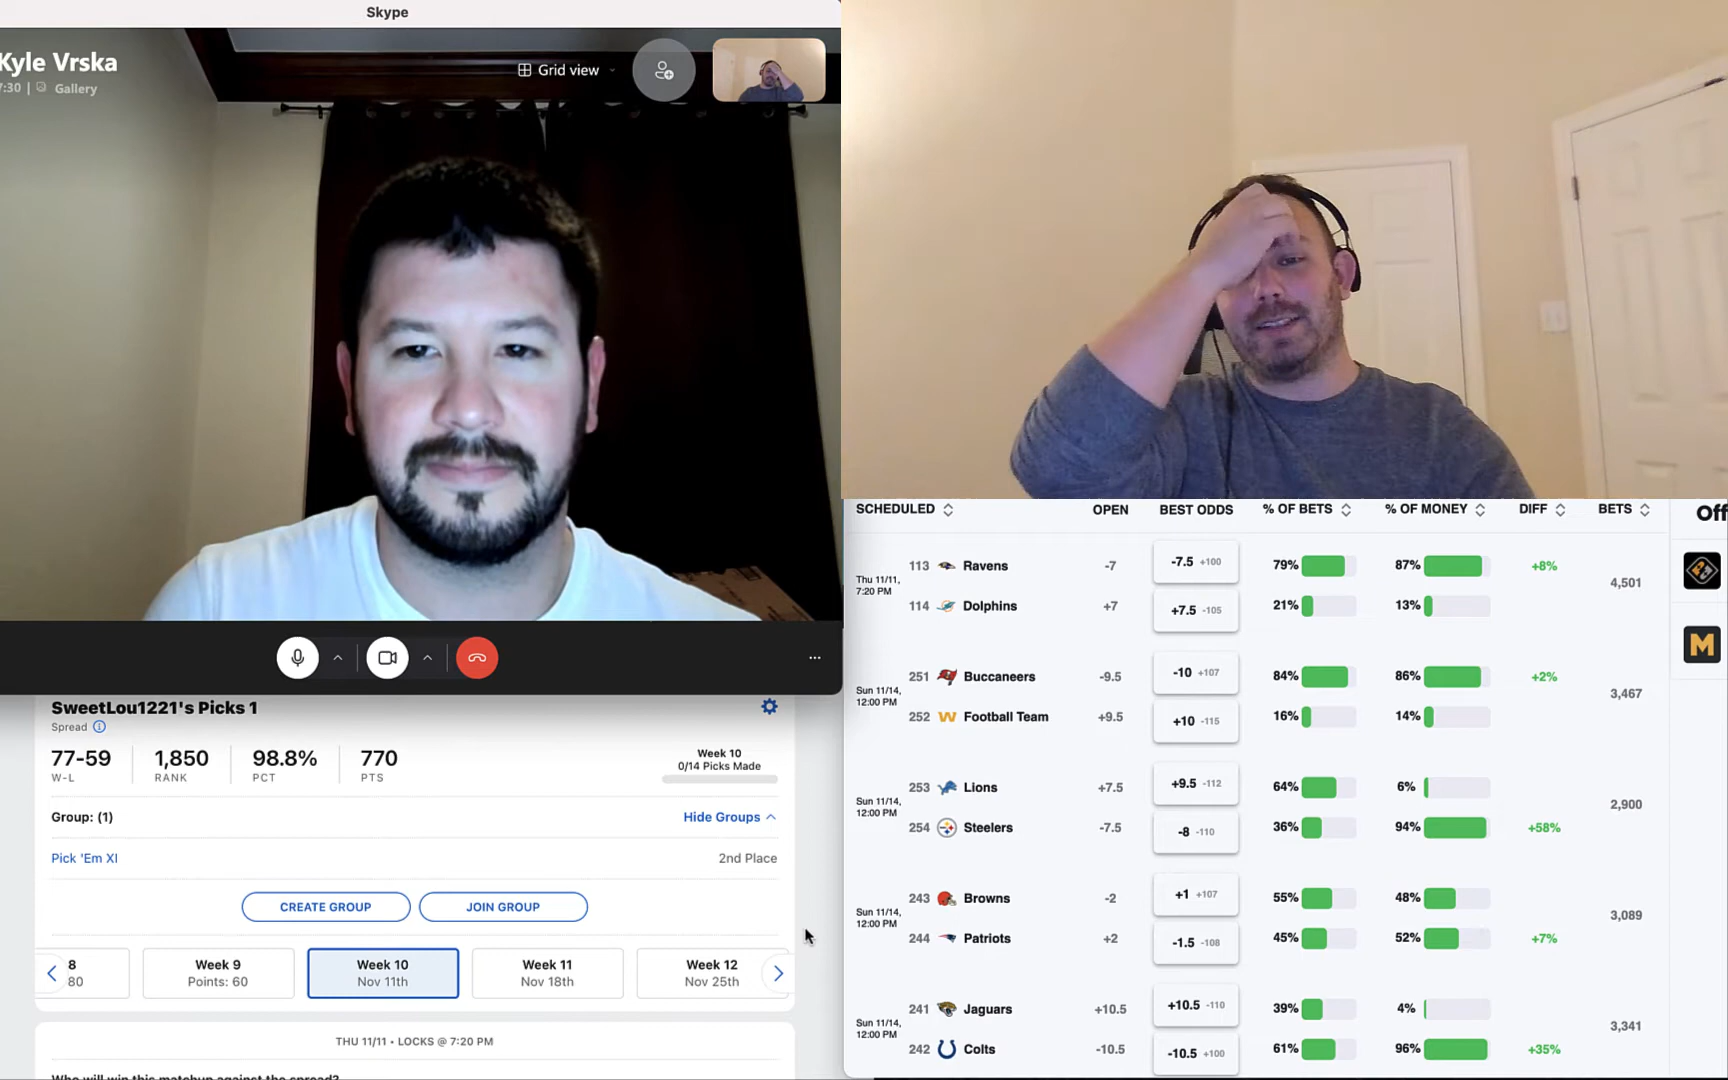 Skype
Kyle Vrska
7:30 | Gallery
Grid view
SweetLou1221's Picks 1
Spread
77-59
W-L
1,850
RANK
98.8%
PCT
770
PTS
Week 10
0/14 Picks Made
Group: (1)
Hide Groups
Pick 'Em XI
2nd Place
CREATE GROUP
JOIN GROUP
8
80
Week 9
Points: 60
Week 10
Nov 11th
Week 11
Nov 18th
Week 12
Nov 25th
THU 11/11 • LOCKS @ 7:20 PM
Who will win this matchup against the spread?
SCHEDULED OPEN BEST ODDS % OF BETS % OF MONEY DIFF BETS
Off
Thu 11/11,
7:20 PM
113 Ravens -7 -7.5 +100 79% 87% +8%
4,501
114 Dolphins +7 +7.5 -105 21% 13%
Sun 11/14,
12:00 PM
251 Buccaneers -9.5 -10 +107 84% 86% +2%
3,467
252 Football Team +9.5 +10 -115 16% 14%
Sun 11/14,
12:00 PM
253 Lions +7.5 +9.5 -112 64% 6%
2,900
254 Steelers -7.5 -8 -110 36% 94% +58%
Sun 11/14,
12:00 PM
243 Browns -2 +1 +107 55% 48%
3,089
244 Patriots +2 -1.5 -108 45% 52% +7%
Sun 11/14,
12:00 PM
241 Jaguars +10.5 +10.5 -110 39% 4%
3,341
242 Colts -10.5 -10.5 +100 61% 96% +35%
M